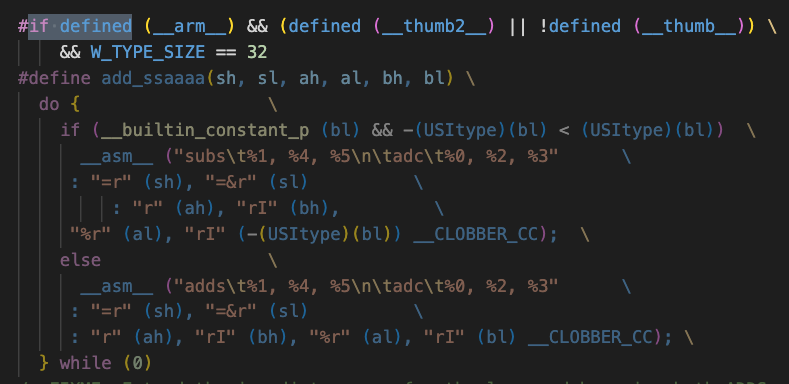 #if defined (__arm__) && (defined (__thumb2__) || !defined (__thumb__)) \
&& W_TYPE_SIZE == 32
#define add_ssaaaa(sh, sl, ah, al, bh, bl) \
do { \
if (__builtin_constant_p (bl) && -(USItype)(bl) < (USItype)(bl)) \
__asm__ ("subs\t%1, %4, %5\n\tadc\t%0, %2, %3" \
: "=r" (sh), "=&r" (sl) \
: "r" (ah), "rI" (bh), \
"%r" (al), "rI" (-(USItype)(bl)) __CLOBBER_CC); \
else \
__asm__ ("adds\t%1, %4, %5\n\tadc\t%0, %2, %3" \
: "=r" (sh), "=&r" (sl) \
: "r" (ah), "rI" (bh), "%r" (al), "rI" (bl) __CLOBBER_CC); \
} while (0)